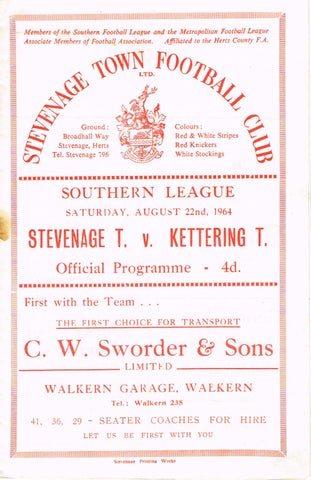 Members of the Southern Football League and the Metropolitan Football League
Associate Members of Football Association. Affiliated to the Herts County F.A.
STEVENAGE TOWN FOOTBALL CLUB
LTD.
Ground:
Broadhall Way
Stevenage, Herts
Tel. Stevenage 796
Colours:
Red & White Stripes
Red Knickers
White Stockings
SOUTHERN LEAGUE
SATURDAY, AUGUST 22nd, 1964
STEVENAGE T. v. KETTERING T.
Official Programme - 4d.
First with the Team . . .
THE FIRST CHOICE FOR TRANSPORT
C. W. Sworder & Sons
LIMITED
WALKERN GARAGE, WALKERN
Tel.: Walkern 238
41, 36, 29 - SEATER COACHES FOR HIRE
LET US BE FIRST WITH YOU
Stevenage Printing Works